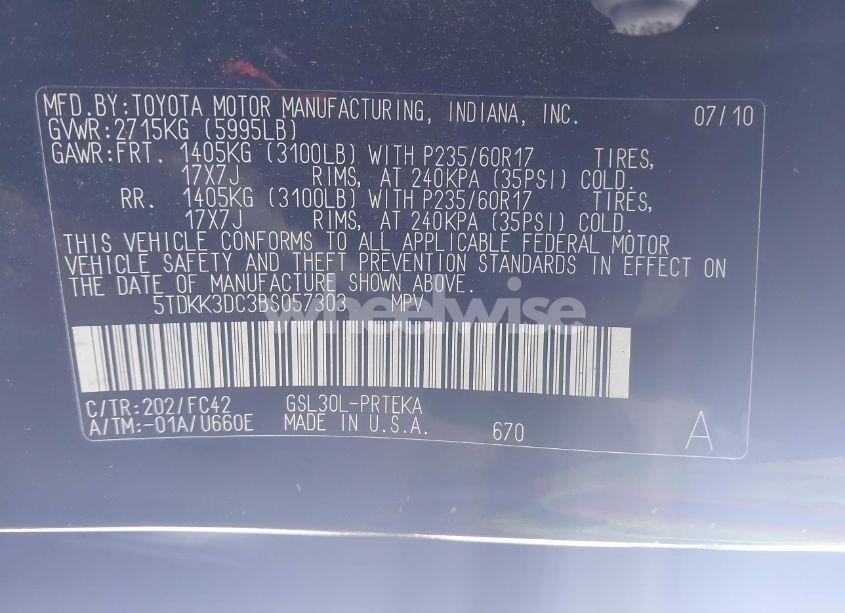 MFD.BY:TOYOTA MOTOR MANUFACTURING, INDIANA, INC. 07/10
GVWR:2715KG (5995LB)
GAWR:FRT. 1405KG (3100LB) WITH P235/60R17 TIRES,
17X7J RIMS, AT 240KPA (35PSI) COLD.
RR. 1405KG (3100LB) WITH P235/60R17 TIRES,
17X7J RIMS, AT 240KPA (35PSI) COLD.
THIS VEHICLE CONFORMS TO ALL APPLICABLE FEDERAL MOTOR
VEHICLE SAFETY AND THEFT PREVENTION STANDARDS IN EFFECT ON
THE DATE OF MANUFACTURE SHOWN ABOVE.
5TDKK3DC3BS057303 MPV
wheelwise
C/TR:202/FC42 GSL30L-PRTEKA
A/TM:-01A/U660E MADE IN U.S.A. 670 A